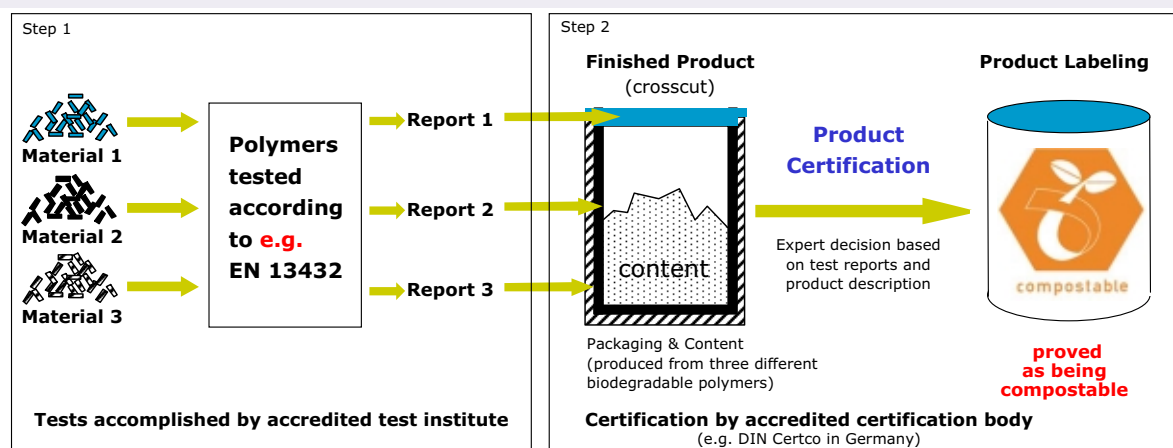 Step 1
Material 1
Material 2
Material 3
Polymers
tested
according
to e.g.
EN 13432
Report 1
Report 2
Report 3
Tests accomplished by accredited test institute
Step 2
Finished Product
(crosscut)
content
Packaging & Content
(produced from three different
biodegradable polymers)
Product
Certification
Expert decision based
on test reports and
product description
Product Labeling
compostable
proved
as being
compostable
Certification by accredited certification body
(e.g. DIN Certco in Germany)